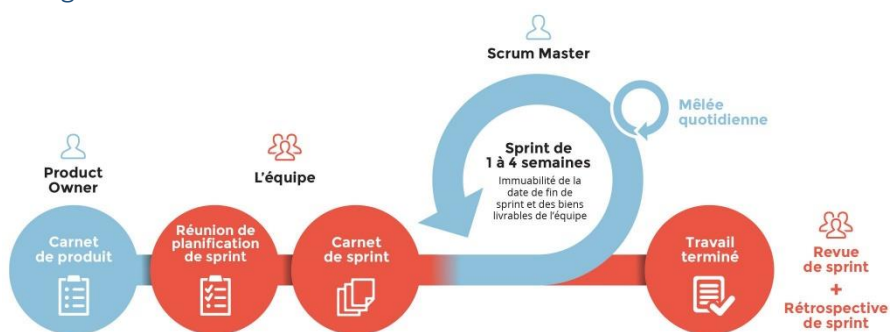 Scrum Master
Mêlée
quotidienne
Sprint de
1 à 4 semaines
Immuabilité de la
date de fin de
sprint et des biens
livrables de l'équipe
Product
Owner
L'équipe
Carnet
de produit
Réunion de
planification
de sprint
Carnet
de sprint
Travail
terminé
Revue
de sprint
+
Rétrospective
de sprint